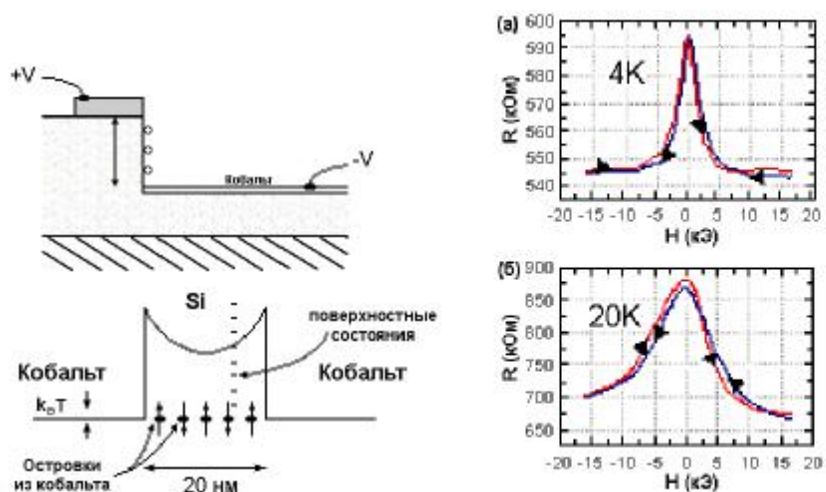 +V
Кобальт
-V
Si
поверхностные
состояния
Кобальт
Кобальт
kБT
Островки
из кобальта
20 нм
(а)
4K
R (кОм)
600
590
580
570
560
550
540
-20 -15 -10 -5 0 5 10 15 20
H (кЭ)
(б)
20K
R (кОм)
900
850
800
750
700
650
-20 -15 -10 -5 0 5 10 15 20
H (кЭ)